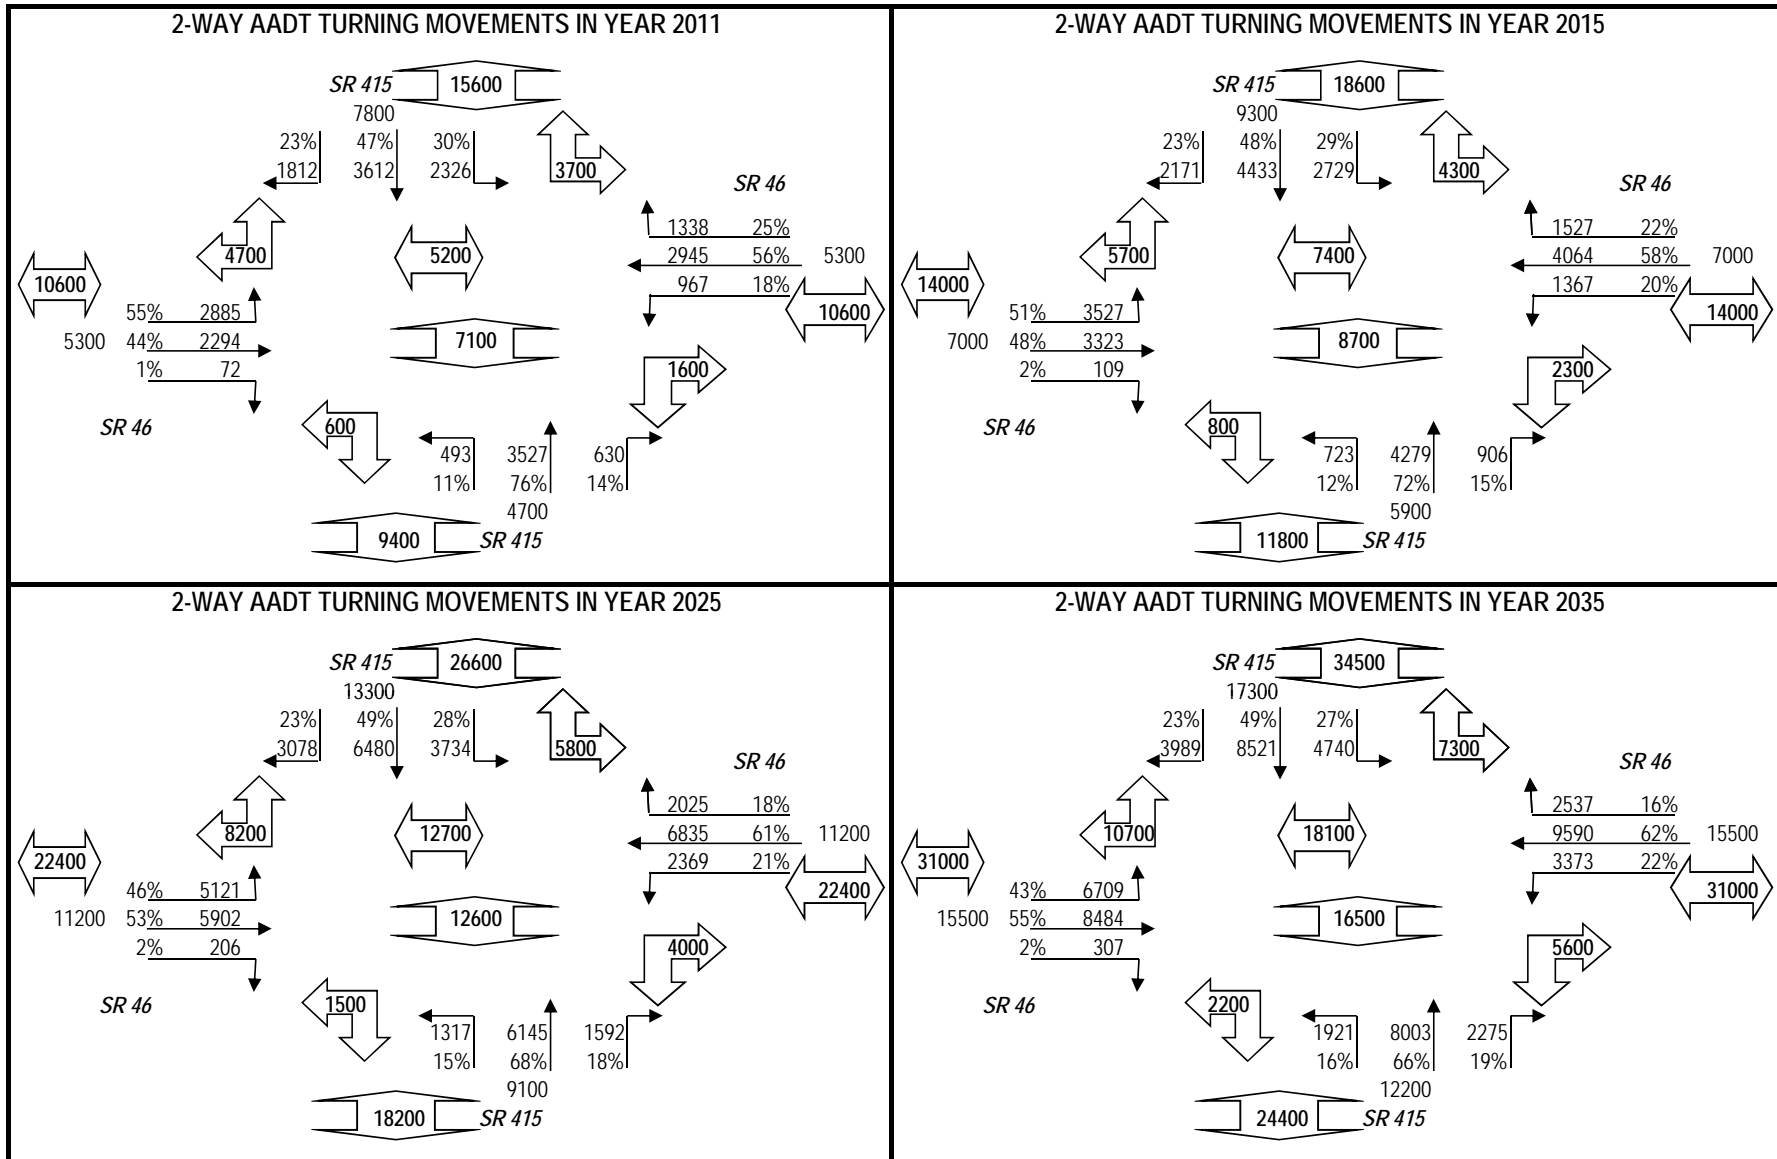 2-WAY AADT TURNING MOVEMENTS IN YEAR 2011
SR 415 15600
7800
23% 47% 30%
1812 3612 2326 3700
SR 46
1338 25%
4700 5200 2945 56% 5300
10600 967 18%
55% 2885 10600
5300 44% 2294 7100
1% 72 1600
SR 46 600
493 3527 630
11% 76% 14%
4700
9400 SR 415
2-WAY AADT TURNING MOVEMENTS IN YEAR 2015
SR 415 18600
9300
23% 48% 29%
2171 4433 2729 4300
SR 46
1527 22%
5700 7400 4064 58% 7000
14000 1367 20%
51% 3527 14000
7000 48% 3323 8700
2% 109 2300
SR 46 800
723 4279 906
12% 72% 15%
5900
11800 SR 415
2-WAY AADT TURNING MOVEMENTS IN YEAR 2025
SR 415 26600
13300
23% 49% 28%
3078 6480 3734 5800
SR 46
2025 18%
8200 12700 6835 61% 11200
22400 2369 21%
46% 5121 22400
11200 53% 5902 12600
2% 206 4000
SR 46 1500
1317 6145 1592
15% 68% 18%
9100
18200 SR 415
2-WAY AADT TURNING MOVEMENTS IN YEAR 2035
SR 415 34500
17300
23% 49% 27%
3989 8521 4740 7300
SR 46
2537 16%
10700 18100 9590 62% 15500
31000 3373 22%
43% 6709 31000
15500 55% 8484 16500
2% 307 5600
SR 46 2200
1921 8003 2275
16% 66% 19%
12200
24400 SR 415